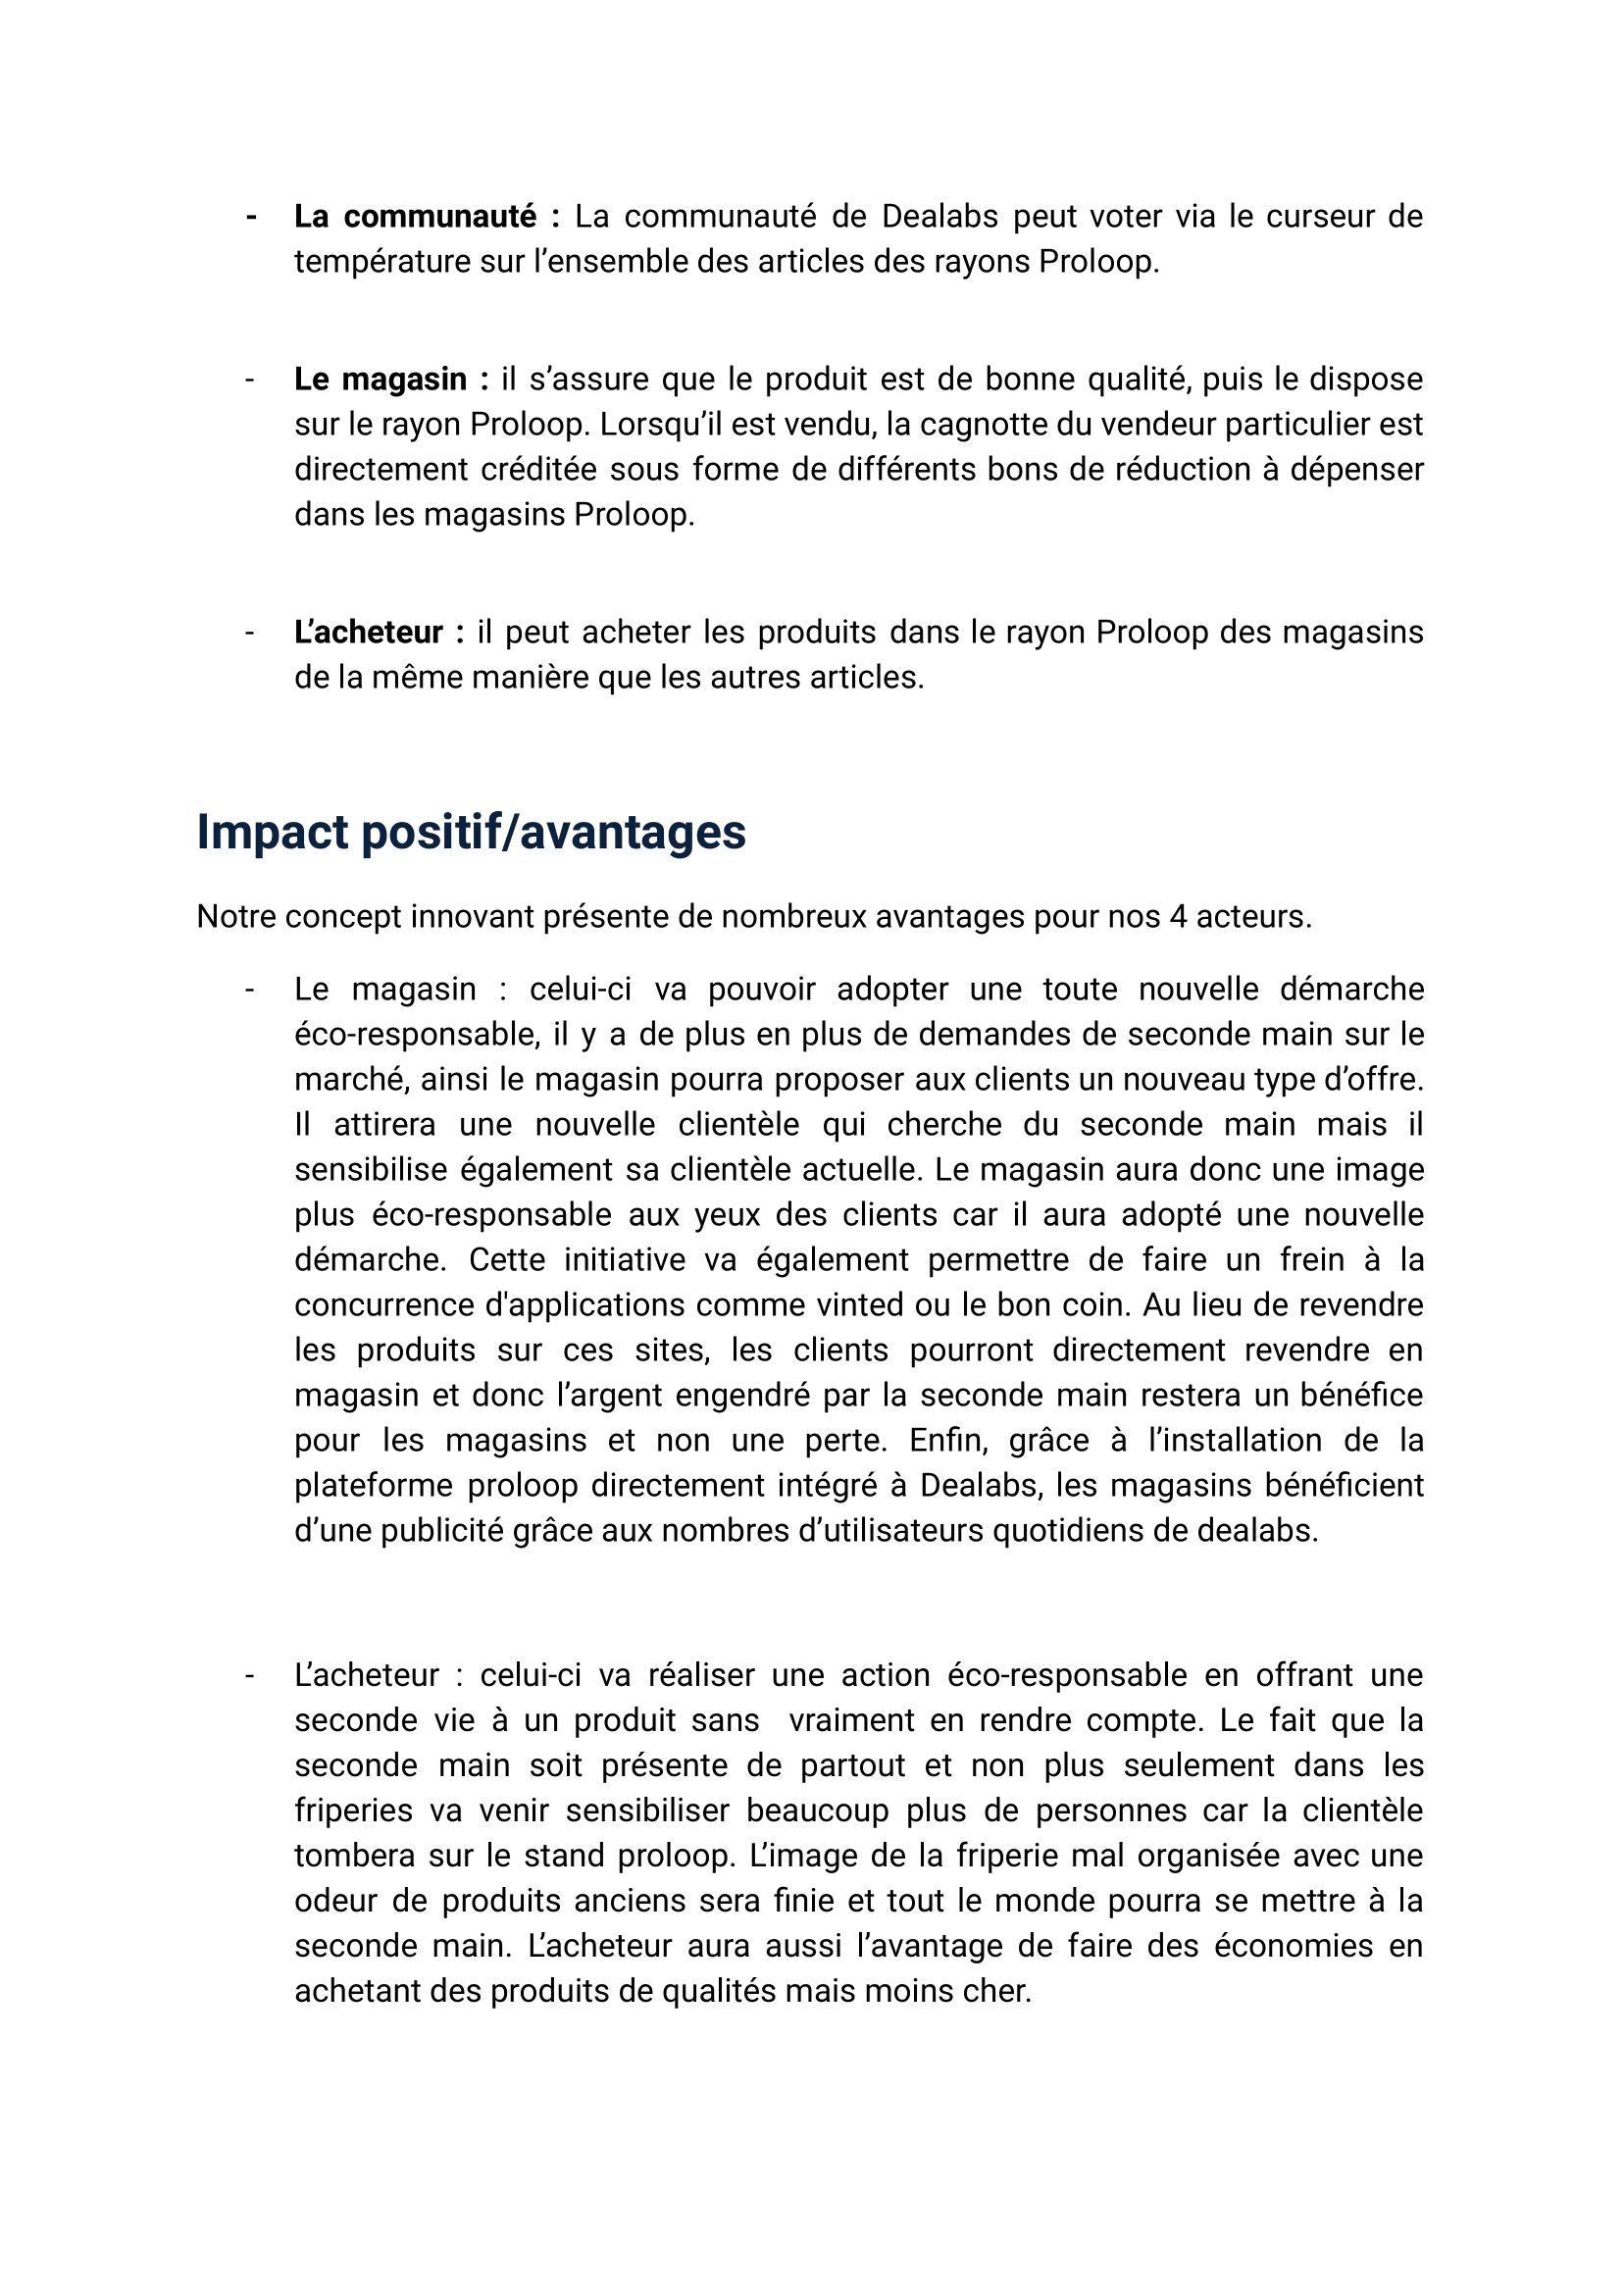 - La communauté : La communauté de Dealabs peut voter via le curseur de
température sur l’ensemble des articles des rayons Proloop.
- Le magasin : il s’assure que le produit est de bonne qualité, puis le dispose
sur le rayon Proloop. Lorsqu’il est vendu, la cagnotte du vendeur particulier est
directement créditée sous forme de différents bons de réduction à dépenser
dans les magasins Proloop.
- L’acheteur : il peut acheter les produits dans le rayon Proloop des magasins
de la même manière que les autres articles.
Impact positif/avantages
Notre concept innovant présente de nombreux avantages pour nos 4 acteurs.
- Le magasin : celui-ci va pouvoir adopter une toute nouvelle démarche
éco-responsable, il y a de plus en plus de demandes de seconde main sur le
marché, ainsi le magasin pourra proposer aux clients un nouveau type d’offre.
Il attirera une nouvelle clientèle qui cherche du seconde main mais il
sensibilise également sa clientèle actuelle. Le magasin aura donc une image
plus éco-responsable aux yeux des clients car il aura adopté une nouvelle
démarche. Cette initiative va également permettre de faire un frein à la
concurrence d'applications comme vinted ou le bon coin. Au lieu de revendre
les produits sur ces sites, les clients pourront directement revendre en
magasin et donc l’argent engendré par la seconde main restera un bénéfice
pour les magasins et non une perte. Enfin, grâce à l’installation de la
plateforme proloop directement intégré à Dealabs, les magasins bénéficient
d’une publicité grâce aux nombres d’utilisateurs quotidiens de dealabs.
- L’acheteur : celui-ci va réaliser une action éco-responsable en offrant une
seconde vie à un produit sans  vraiment en rendre compte. Le fait que la
seconde main soit présente de partout et non plus seulement dans les
friperies va venir sensibiliser beaucoup plus de personnes car la clientèle
tombera sur le stand proloop. L’image de la friperie mal organisée avec une
odeur de produits anciens sera finie et tout le monde pourra se mettre à la
seconde main. L’acheteur aura aussi l’avantage de faire des économies en
achetant des produits de qualités mais moins cher.